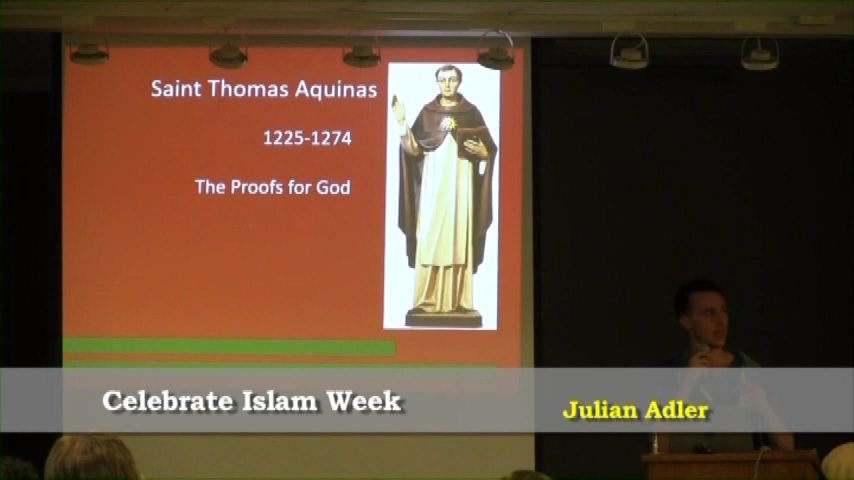 Saint Thomas Aquinas
1225-1274
The Proofs for God
Celebrate Islam Week
Julian Adler